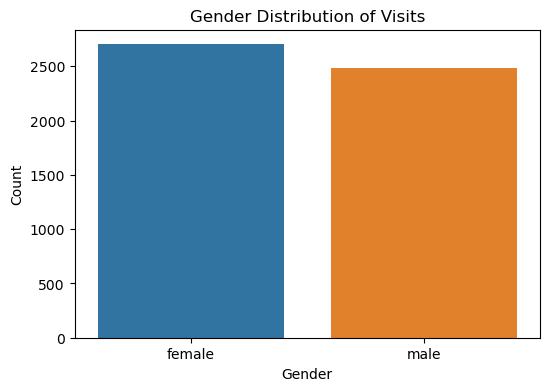 Gender Distribution of Visits
2500
2000
1500
1000
500
0
Count
female
male
Gender